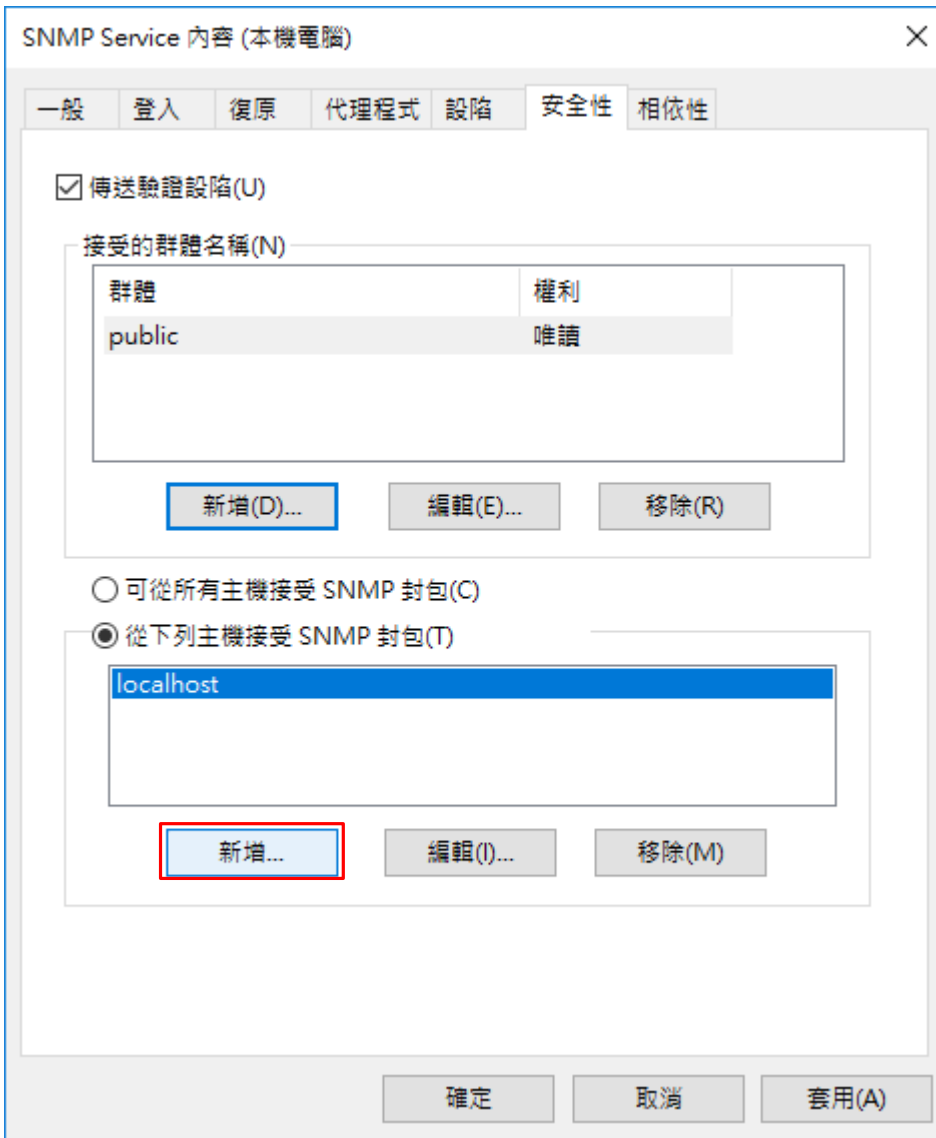 SNMP Service 內容 (本機電腦)
一般 登入 復原 代理程式 設陷 安全性 相依性
傳送驗證設陷(U)
接受的群體名稱(N)
群體 權利
public 唯讀
新增(D)... 編輯(E)... 移除(R)
可從所有主機接受 SNMP 封包(C)
從下列主機接受 SNMP 封包(T)
localhost
新增... 編輯(I)... 移除(M)
確定 取消 套用(A)